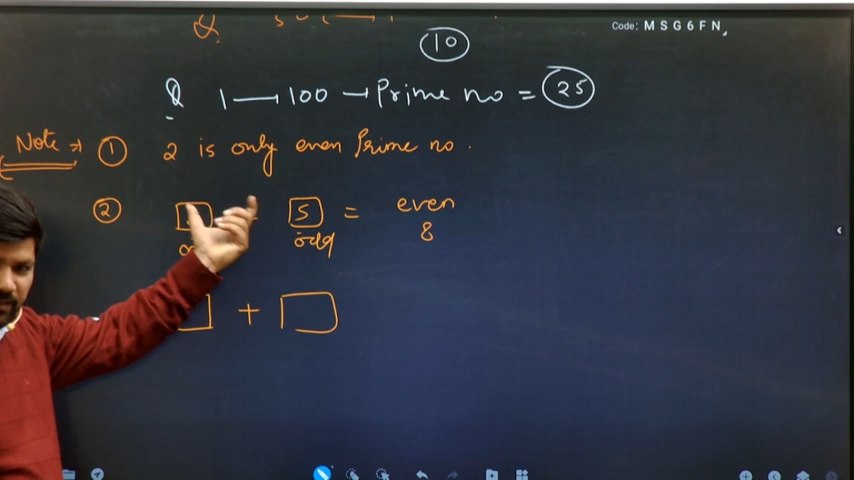 Code: M S G 6 F N
Q
10
Q 1 — 100 → Prime no = 25
Note → ① 2 is only even Prime no.
② + 5 = even
odd 8
+